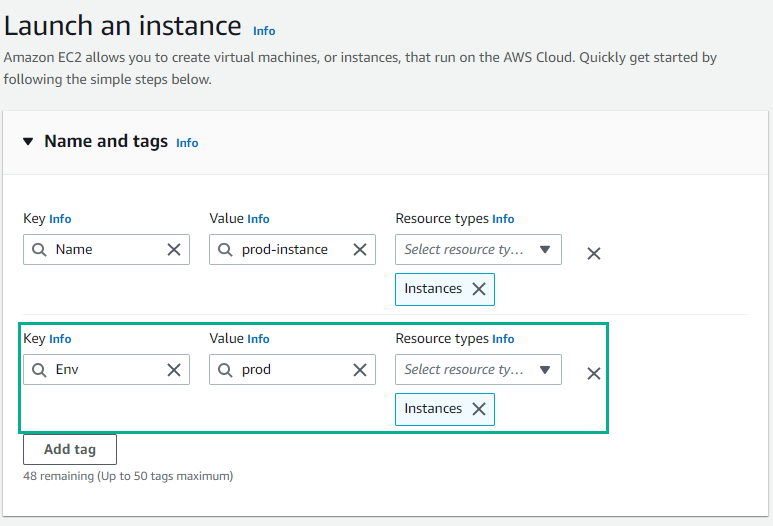 Launch an instance Info
Amazon EC2 allows you to create virtual machines, or instances, that run on the AWS Cloud. Quickly get started by
following the simple steps below.
Name and tags Info
Key Info Value Info Resource types Info
Name prod-instance Select resource ty...
Instances
Key Info Value Info Resource types Info
Env prod Select resource ty...
Instances
Add tag
48 remaining (Up to 50 tags maximum)